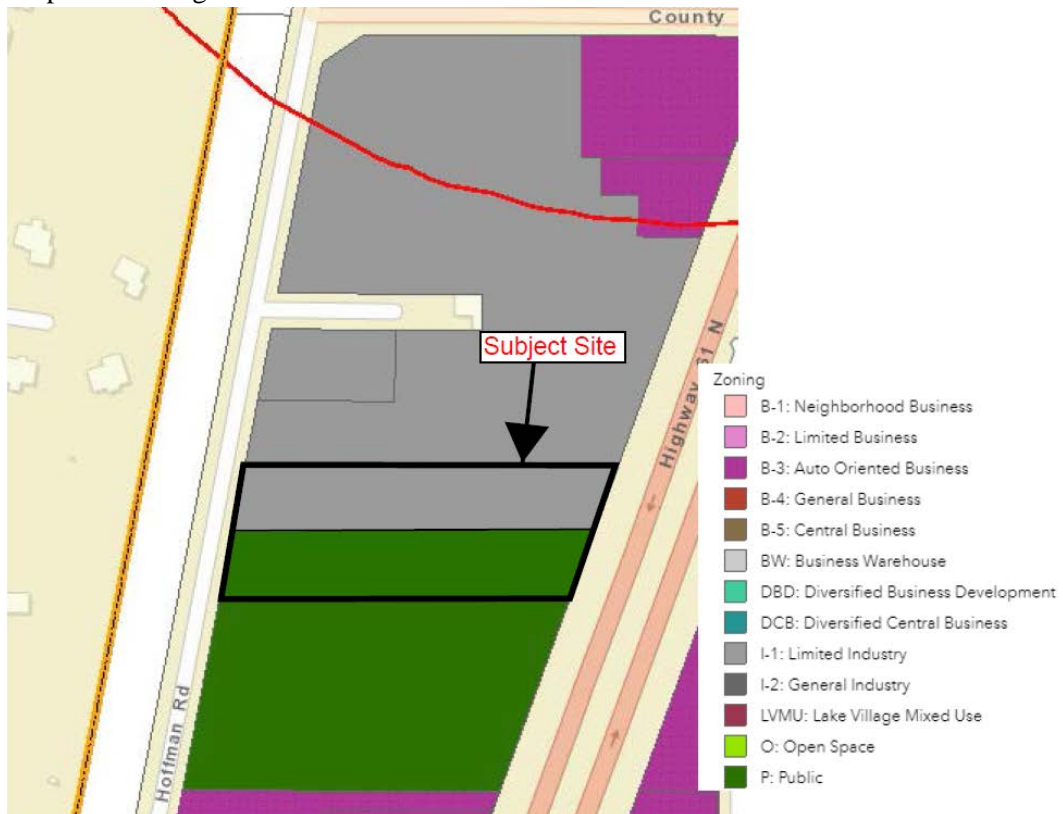 County
Subject Site
Highway 61 N
Hoffman Rd
Zoning
B-1: Neighborhood Business
B-2: Limited Business
B-3: Auto Oriented Business
B-4: General Business
B-5: Central Business
BW: Business Warehouse
DBD: Diversified Business Development
DCB: Diversified Central Business
I-1: Limited Industry
I-2: General Industry
LVMU: Lake Village Mixed Use
O: Open Space
P: Public